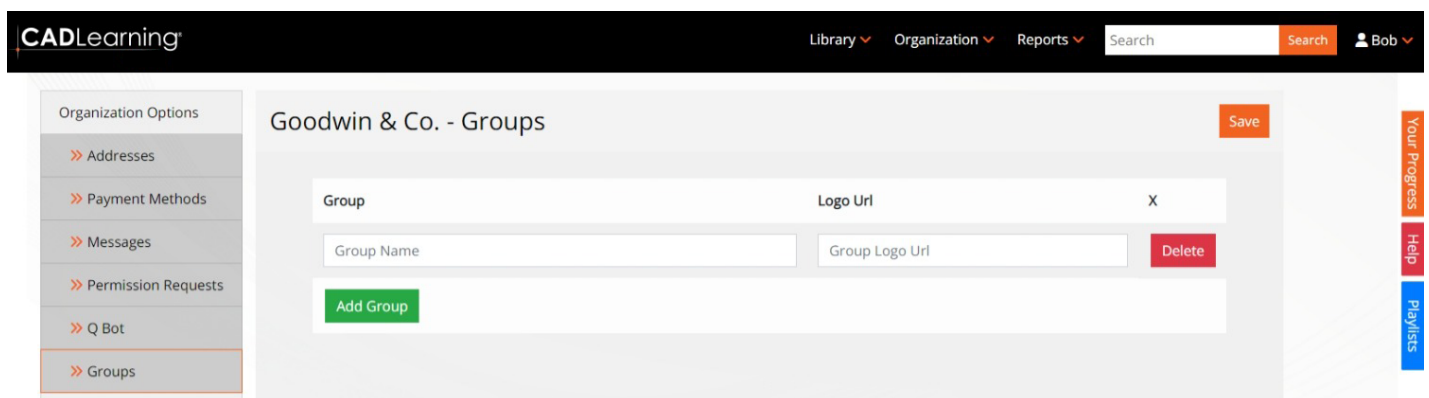 CADLearning®
Library Organization Reports Search Search Bob
Organization Options
Addresses
Payment Methods
Messages
Permission Requests
Q Bot
Groups
Goodwin & Co. - Groups Save
Group Logo Url X
Group Name Group Logo Url Delete
Add Group
Your Progress
Help
Playlists